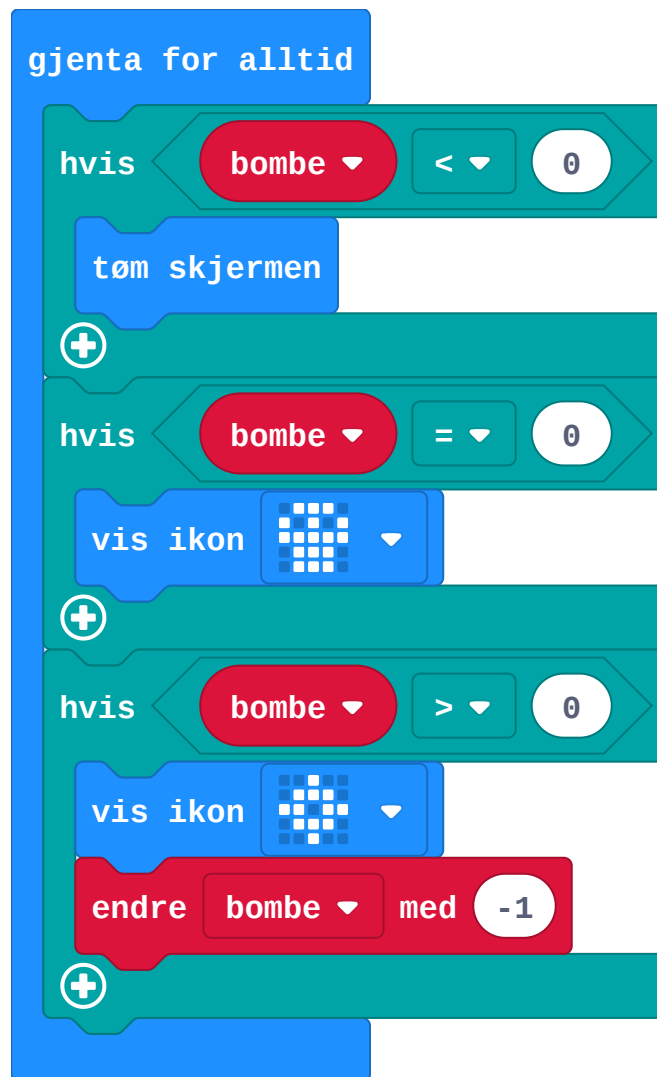 gjenta for alltid
hvis bombe < 0
tøm skjermen
hvis bombe = 0
vis ikon
hvis bombe > 0
vis ikon
endre bombe med -1